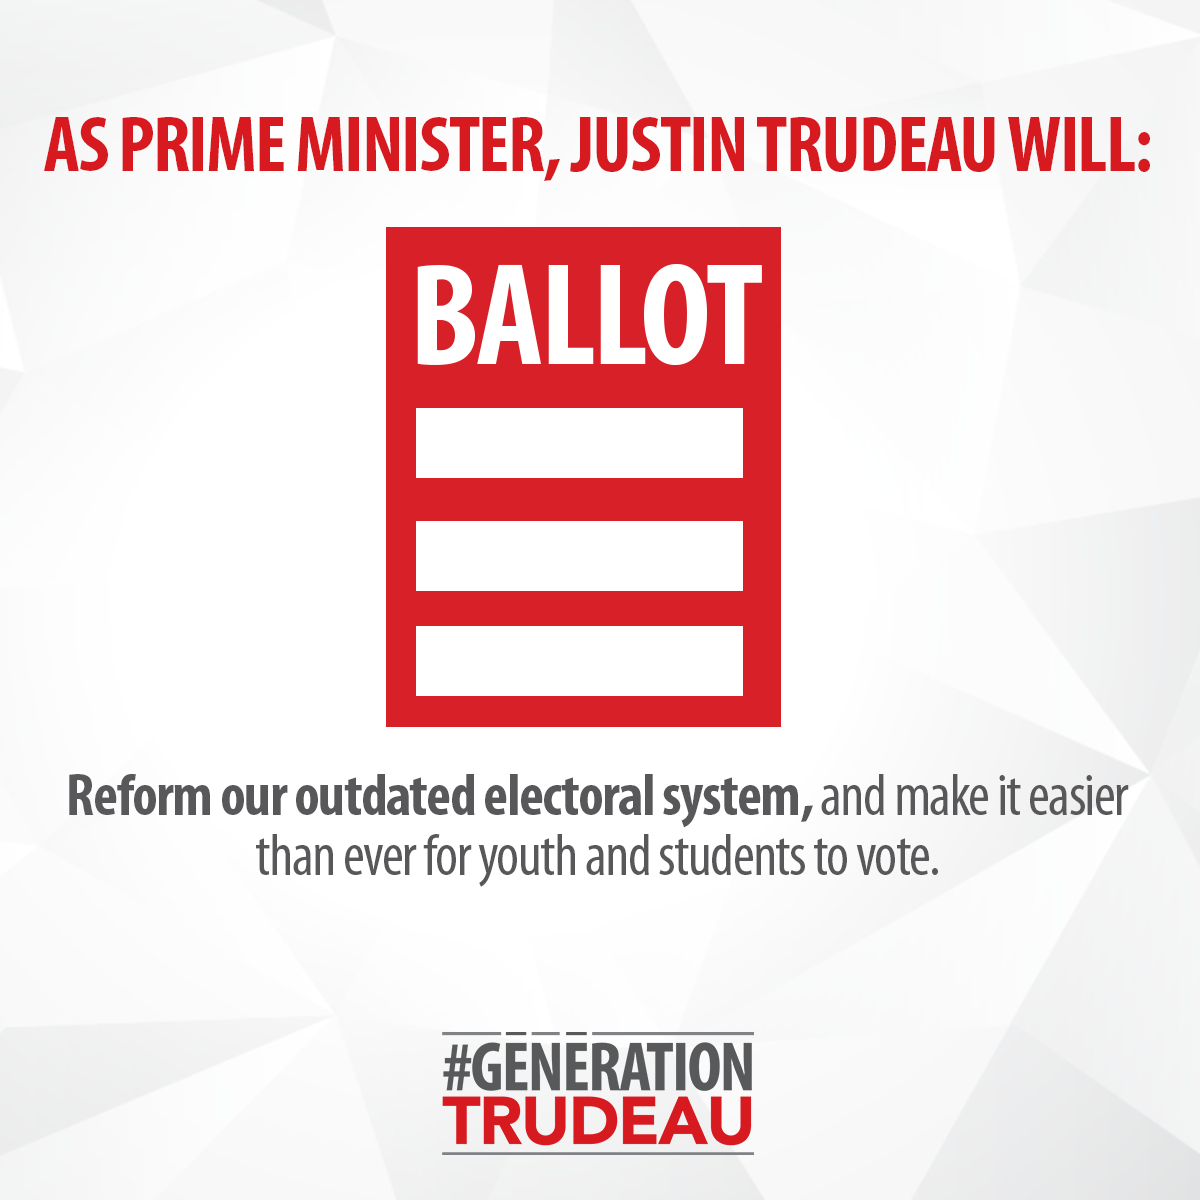 AS PRIME MINISTER, JUSTIN TRUDEAU WILL:
BALLOT
Reform our outdated electoral system, and make it easier
than ever for youth and students to vote.
#GĒNĒRATION
TRUDEAU